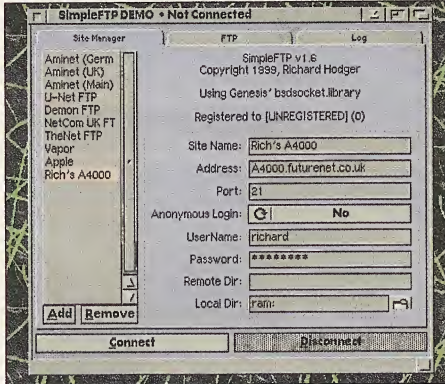 SimpleFTP DEMO • Not Connected
Site Manager
FTP
Log
Aminet (Germ
Aminet (UK)
Aminet (Main)
U-Net FTP
Demon FTP
NetCom UK FT
TheNet FTP
Vapor
Apple
Rich's A4000
Add Remove
SimpleFTP v1.6
Copyright 1999, Richard Hodger
Using Genesis' bsdsocket.library
Registered to [UNREGISTERED] (0)
Site Name: Rich's A4000
Address: A4000.futurenet.co.uk
Port: 21
Anonymous Login: No
UserName: richard
Password: ********
Remote Dir:
Local Dir: ram:
Connect
Disconnect